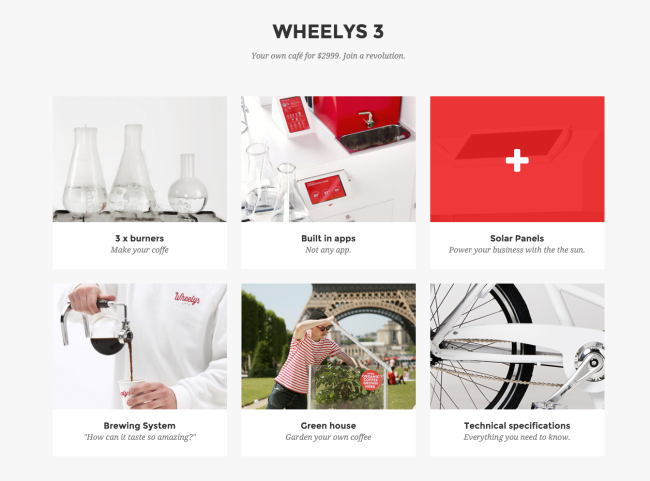 WHEELYS 3
Your own café for $2999. Join a revolution.
3 x burners
Make your coffe
Built in apps
Not any app.
Solar Panels
Power your business with the the sun.
Wheelys
Brewing System
"How can it taste so amazing?"
ORGANIC
COFFEE
Green house
Garden your own coffee
Technical specifications
Everything you need to know.